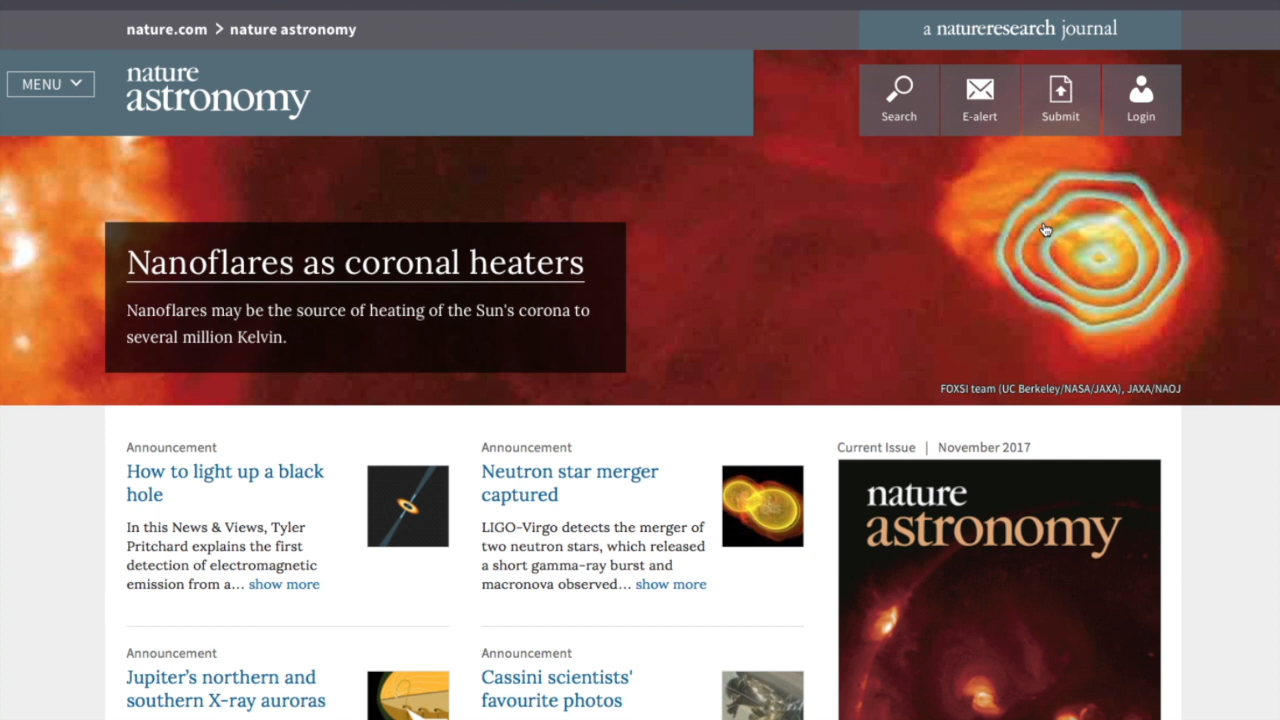 nature.com > nature astronomy
a natureresearch journal
MENU
nature
astronomy
Search
E-alert
Submit
Login
Nanoflares as coronal heaters
Nanoflares may be the source of heating of the Sun's corona to
several million Kelvin.
FOXSI team (UC Berkeley/NASA/JAXA), JAXA/NAOJ
Announcement
How to light up a black
hole
In this News & Views, Tyler
Pritchard explains the first
detection of electromagnetic
emission from a... show more
Announcement
Neutron star merger
captured
LIGO-Virgo detects the merger of
two neutron stars, which released
a short gamma-ray burst and
macronova observed... show more
Current Issue | November 2017
nature
astronomy
Announcement
Jupiter's northern and
southern X-ray auroras
Announcement
Cassini scientists'
favourite photos